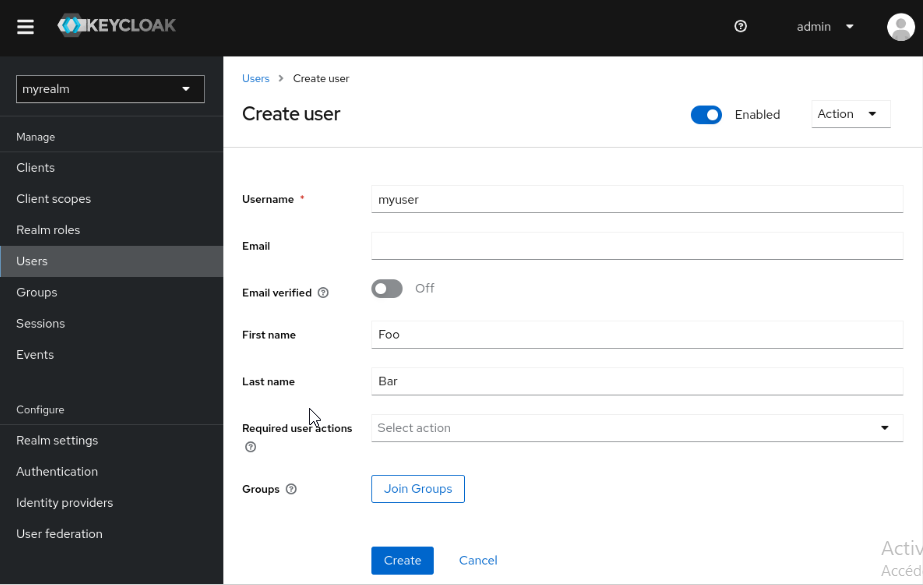 KEYCLOAK
admin
myrealm
Manage
Clients
Client scopes
Realm roles
Users
Groups
Sessions
Events
Configure
Realm settings
Authentication
Identity providers
User federation
Users > Create user
Create user
Enabled
Action
Username *
myuser
Email
Email verified
Off
First name
Foo
Last name
Bar
Required user actions
Select action
Groups
Join Groups
Create
Cancel
Activ
Accéd